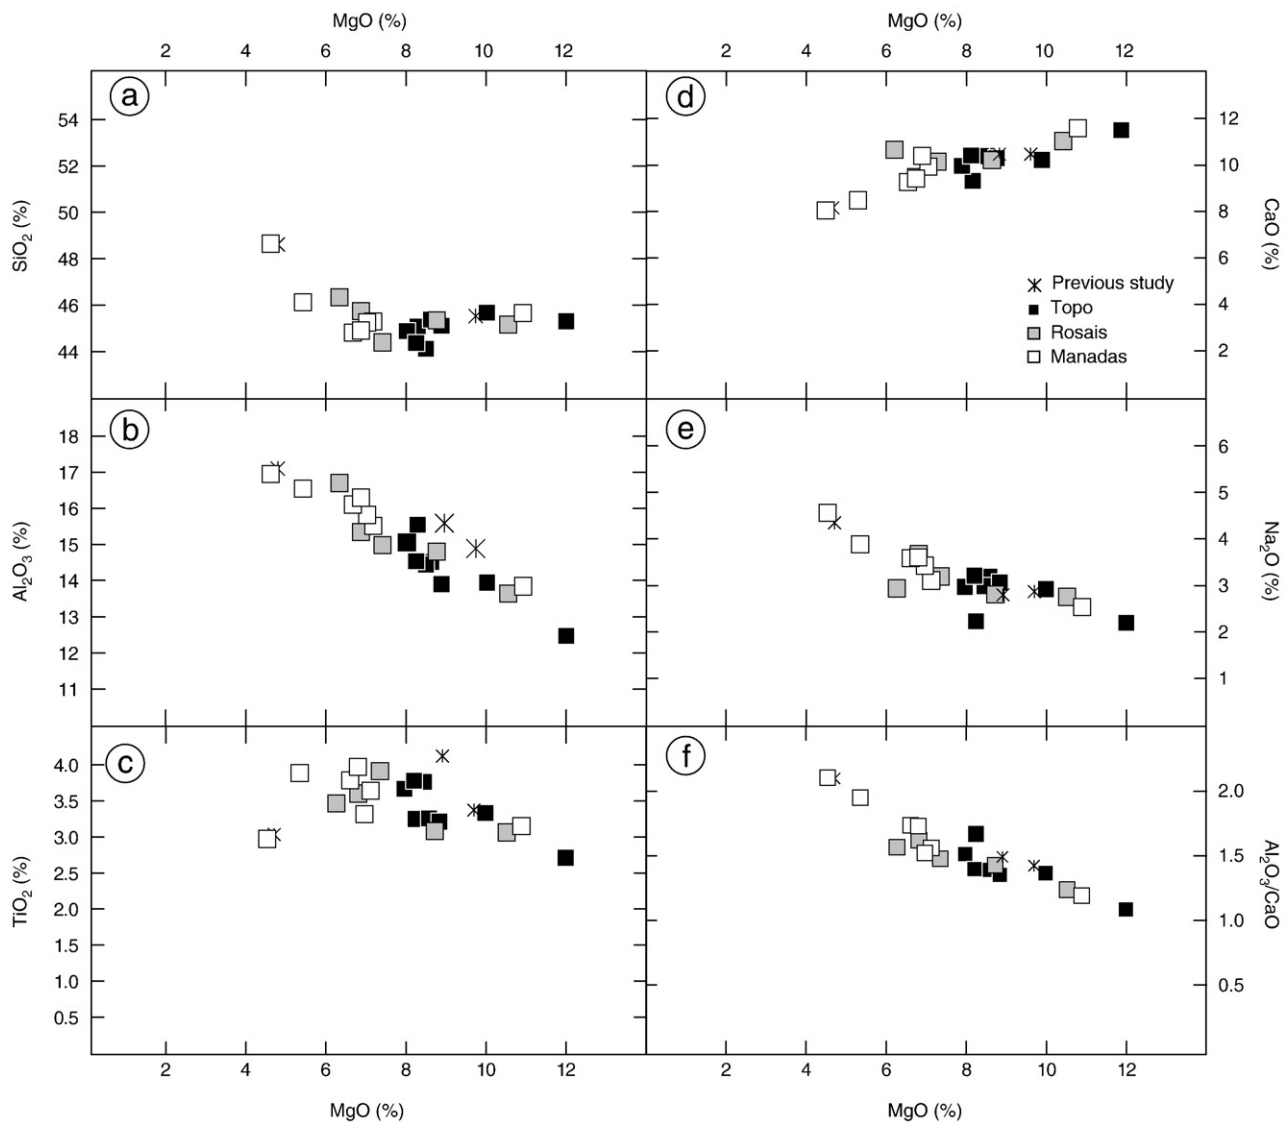 MgO (%) MgO (%)
2 4 6 8 10 12 2 4 6 8 10 12
a
SiO₂ (%)
54
52
50
48
46
44
d
CaO (%)
12
10
8
6
4
2
Previous study
Topo
Rosais
Manadas
b
Al₂O₃ (%)
18
17
16
15
14
13
12
11
e
Na₂O (%)
6
5
4
3
2
1
c
TiO₂ (%)
4.0
3.5
3.0
2.5
2.0
1.5
1.0
0.5
f
Al₂O₃/CaO
2.0
1.5
1.0
0.5
2 4 6 8 10 12 2 4 6 8 10 12
MgO (%) MgO (%)